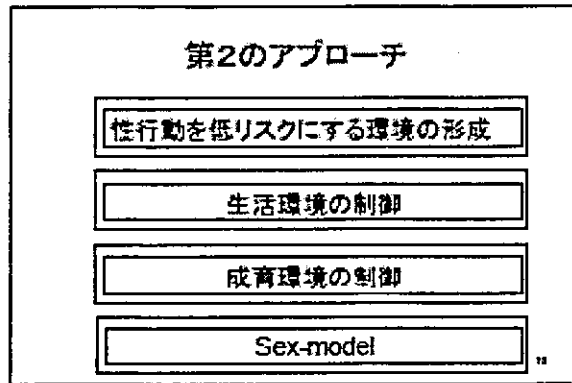 第2のアプローチ
性行動を低リスクにする環境の形成
生活環境の制御
成育環境の制御
Sex-model